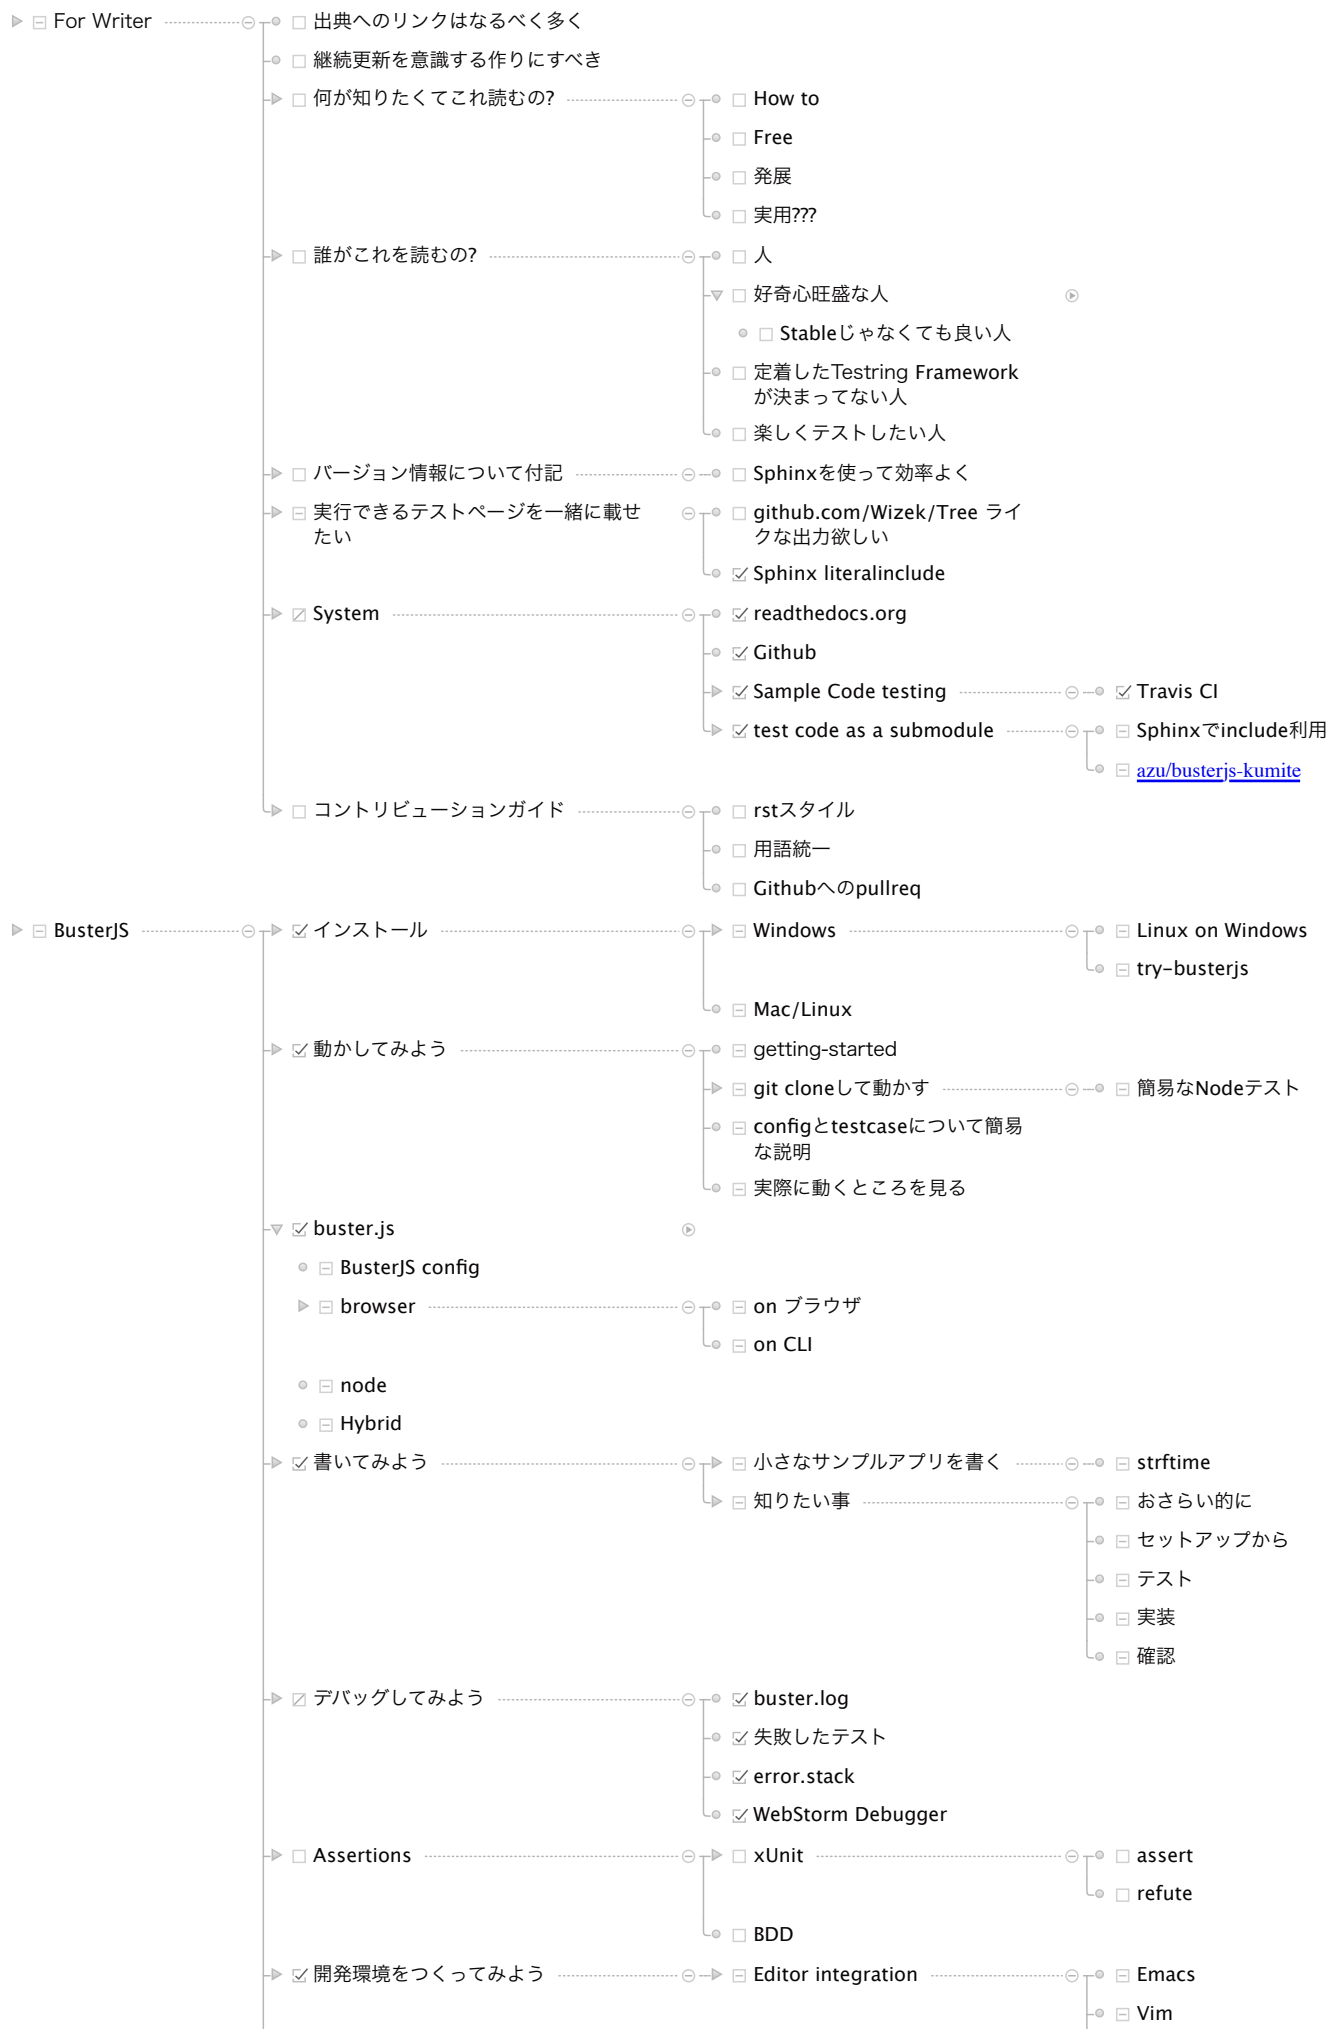 For Writer
出典へのリンクはなるべく多く
継続更新を意識する作りにすべき
何が知りたくてこれ読むの?
How to
Free
発展
実用???
誰がこれを読むの?
人
好奇心旺盛な人
Stableじゃなくても良い人
定着したTestring Framework
が決まってない人
楽しくテストしたい人
バージョン情報について付記
Sphinxを使って効率よく
実行できるテストページを一緒に載せ
たい
github.com/Wizek/Tree ライ
クな出力欲しい
Sphinx literalinclude
System
readthedocs.org
Github
Sample Code testing
Travis CI
test code as a submodule
Sphinxでinclude利用
azu/busterjs-kumite
コントリビューションガイド
rstスタイル
用語統一
Githubへのpullreq
BusterJS
インストール
Windows
Linux on Windows
try-busterjs
Mac/Linux
動かしてみよう
getting-started
git cloneして動かす
簡易なNodeテスト
configとtestcaseについて簡易
な説明
実際に動くところを見る
buster.js
BusterJS config
browser
on ブラウザ
on CLI
node
Hybrid
書いてみよう
小さなサンプルアプリを書く
strftime
知りたい事
おさらい的に
セットアップから
テスト
実装
確認
デバッグしてみよう
buster.log
失敗したテスト
error.stack
WebStorm Debugger
Assertions
xUnit
assert
refute
BDD
開発環境をつくってみよう
Editor integration
Emacs
Vim